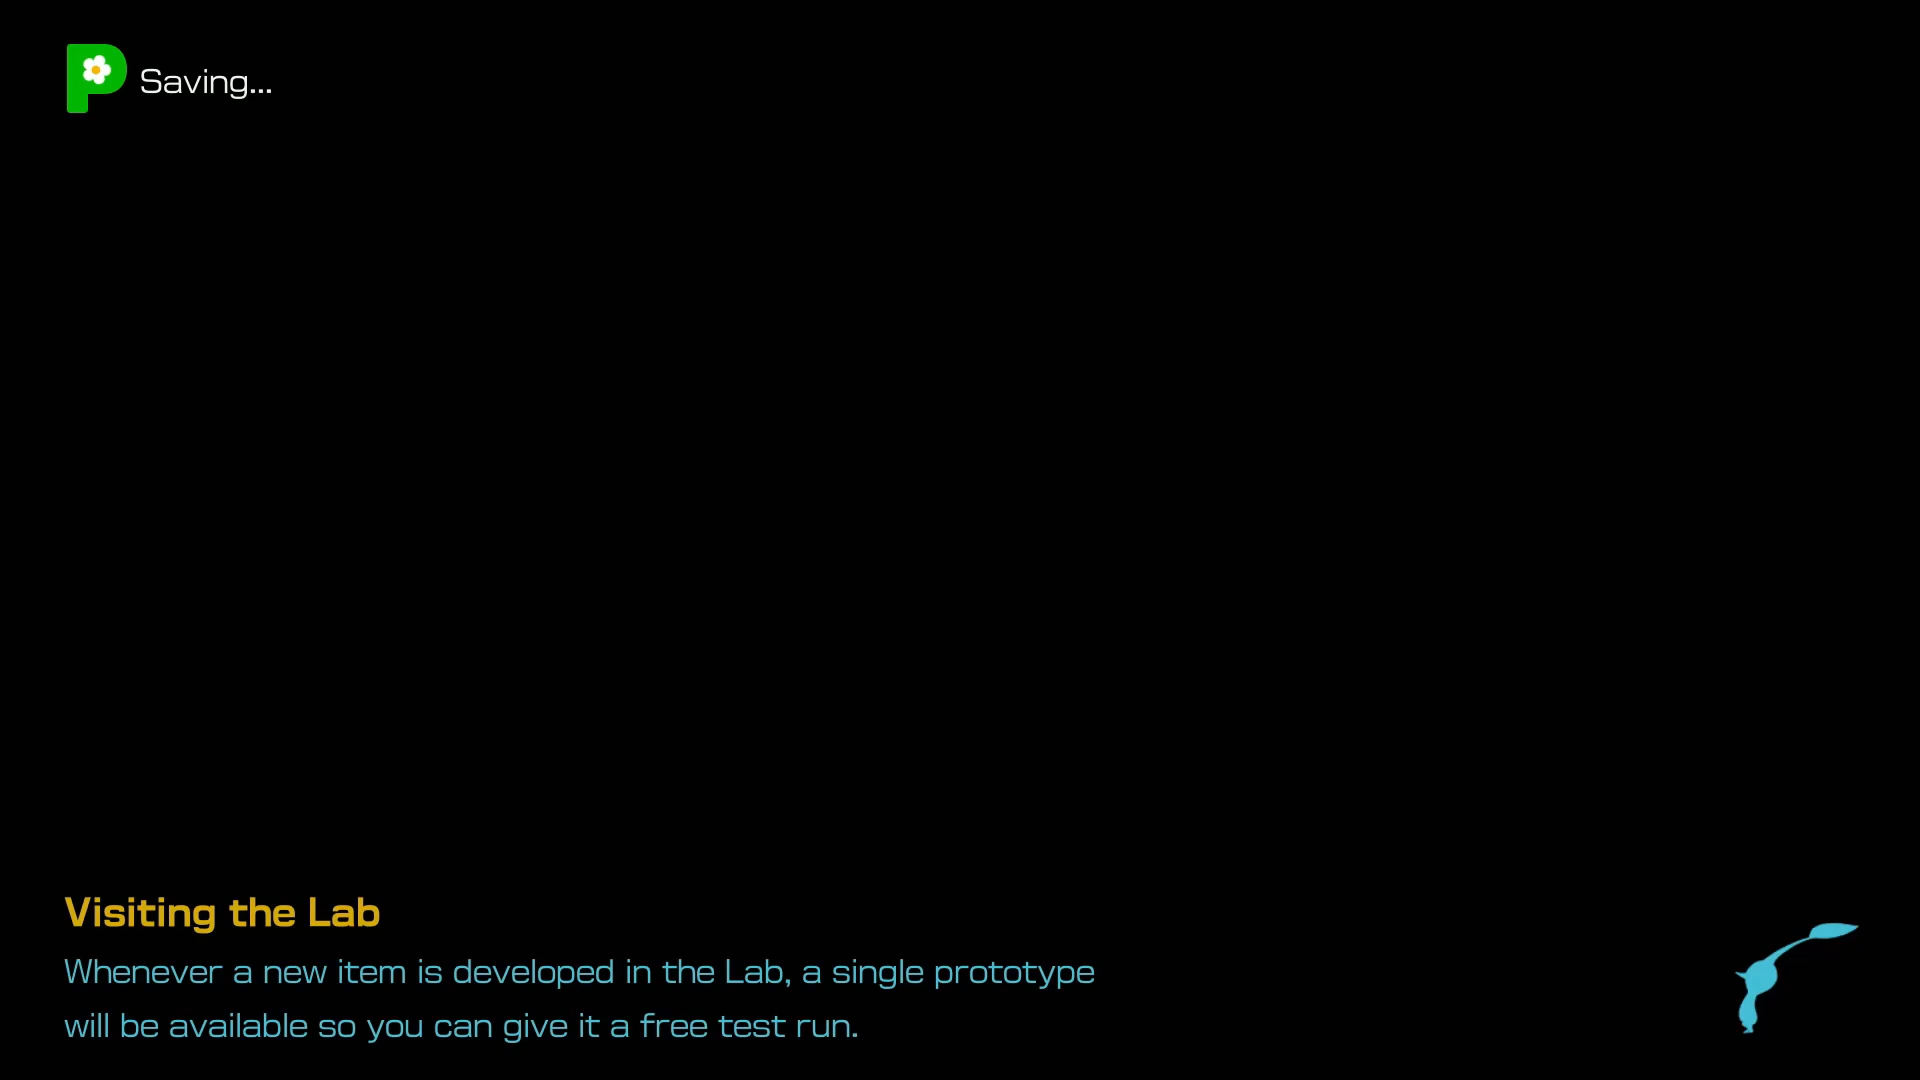 Saving...
Visiting the Lab
Whenever a new item is developed in the Lab, a single prototype
will be available so you can give it a free test run.